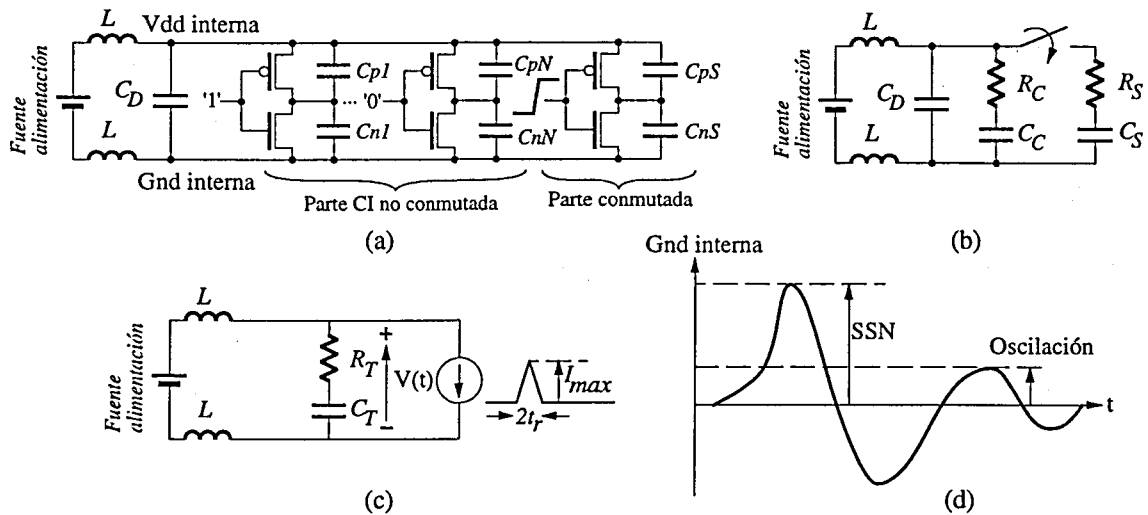 L
Vdd interna
Fuente
alimentación
C_D
L
Gnd interna
'1'
Cp1
Cn1
... '0'
CpN
CnN
CpS
CnS
Parte CI no conmutada
Parte conmutada
(a)
L
Fuente
alimentación
C_D
L
R_C
C_C
R_S
C_S
(b)
L
Fuente
alimentación
L
R_T
C_T
+
V(t)
-
I_max
2t_r
(c)
Gnd interna
SSN
Oscilación
t
(d)